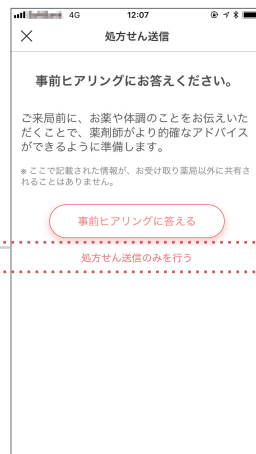 4G 12:07
処方せん送信
事前ヒアリングにお答えください。
ご来局前に、お薬や体調のことをお伝えいた
だくことで、薬剤師がより的確なアドバイス
ができるように準備します。
※ ここで記載された情報が、お受け取り薬局以外に共有さ
れることはありません。
事前ヒアリングに答える
処方せん送信のみを行う